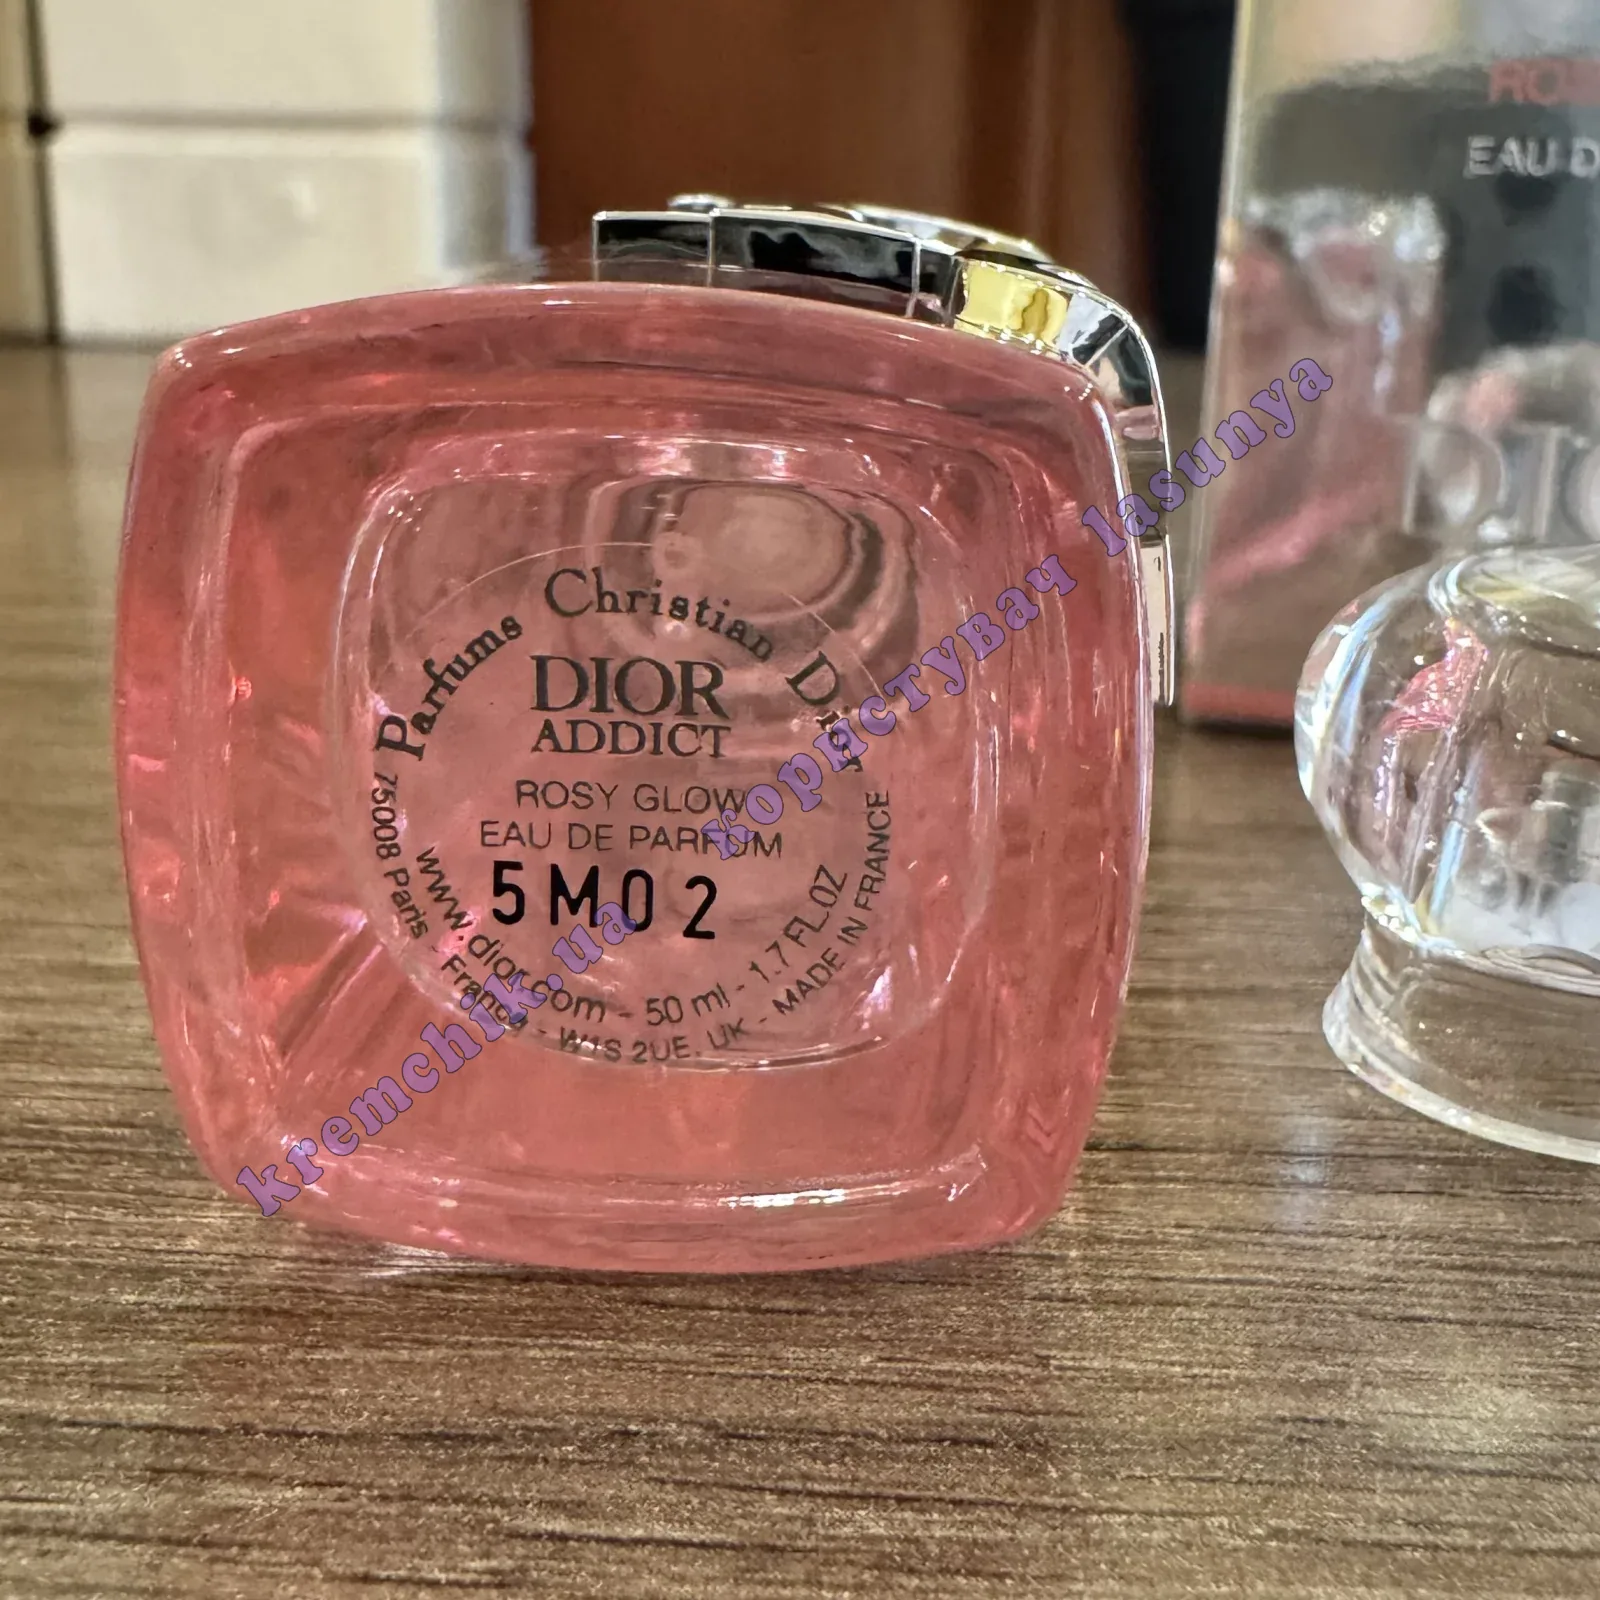 Parfums Christian Dior,
DIOR
ADDICT
ROSY GLOW
EAU DE PARFUM
5M02
www.dior.com - 50 ml - 1.7 FL.OZ
75008 Paris - France - W1S 2UE. UK - MADE IN FRANCE
EAU D
kremchik.ua користувач lasunya